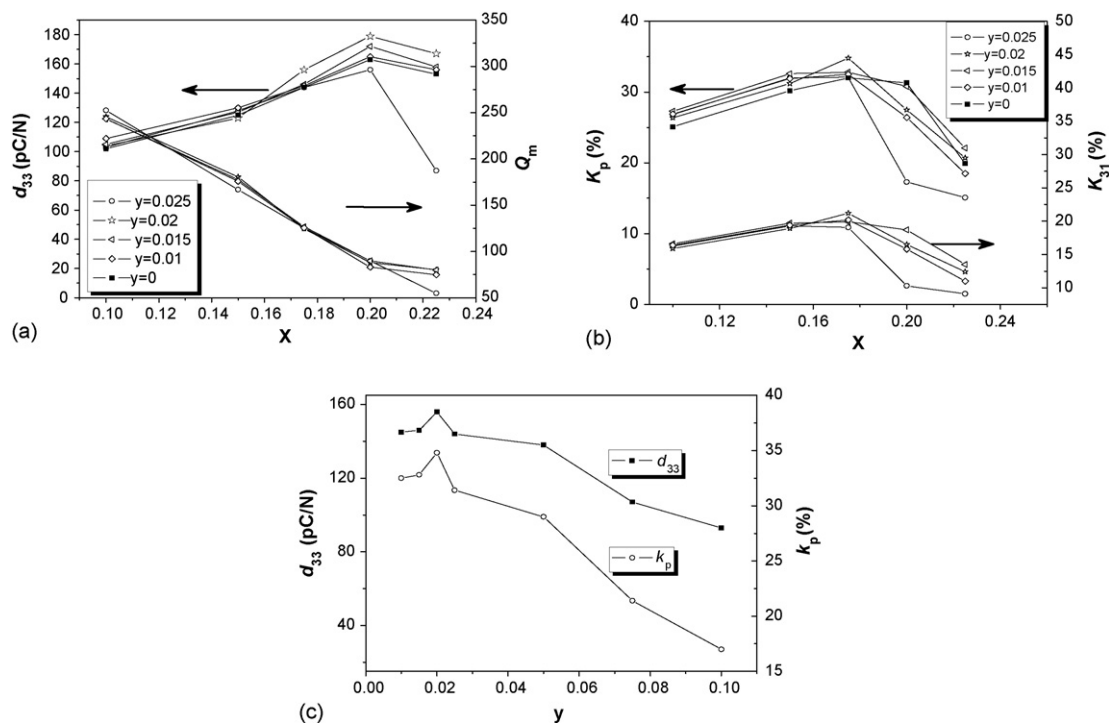 180
160
140
120
100
80
60
40
20
0
d33 (pC/N)
350
300
250
200
150
100
50
Qm
y=0.025
y=0.02
y=0.015
y=0.01
y=0
0.10 0.12 0.14 0.16 0.18 0.20 0.22 0.24
X
(a)
40
30
20
10
0
Kp (%)
50
45
40
35
30
25
20
15
10
K31 (%)
y=0.025
y=0.02
y=0.015
y=0.01
y=0
0.12 0.16 0.20 0.24
X
(b)
160
120
80
40
d33 (pC/N)
40
35
30
25
20
15
kp (%)
d33
kp
0.00 0.02 0.04 0.06 0.08 0.10
y
(c)